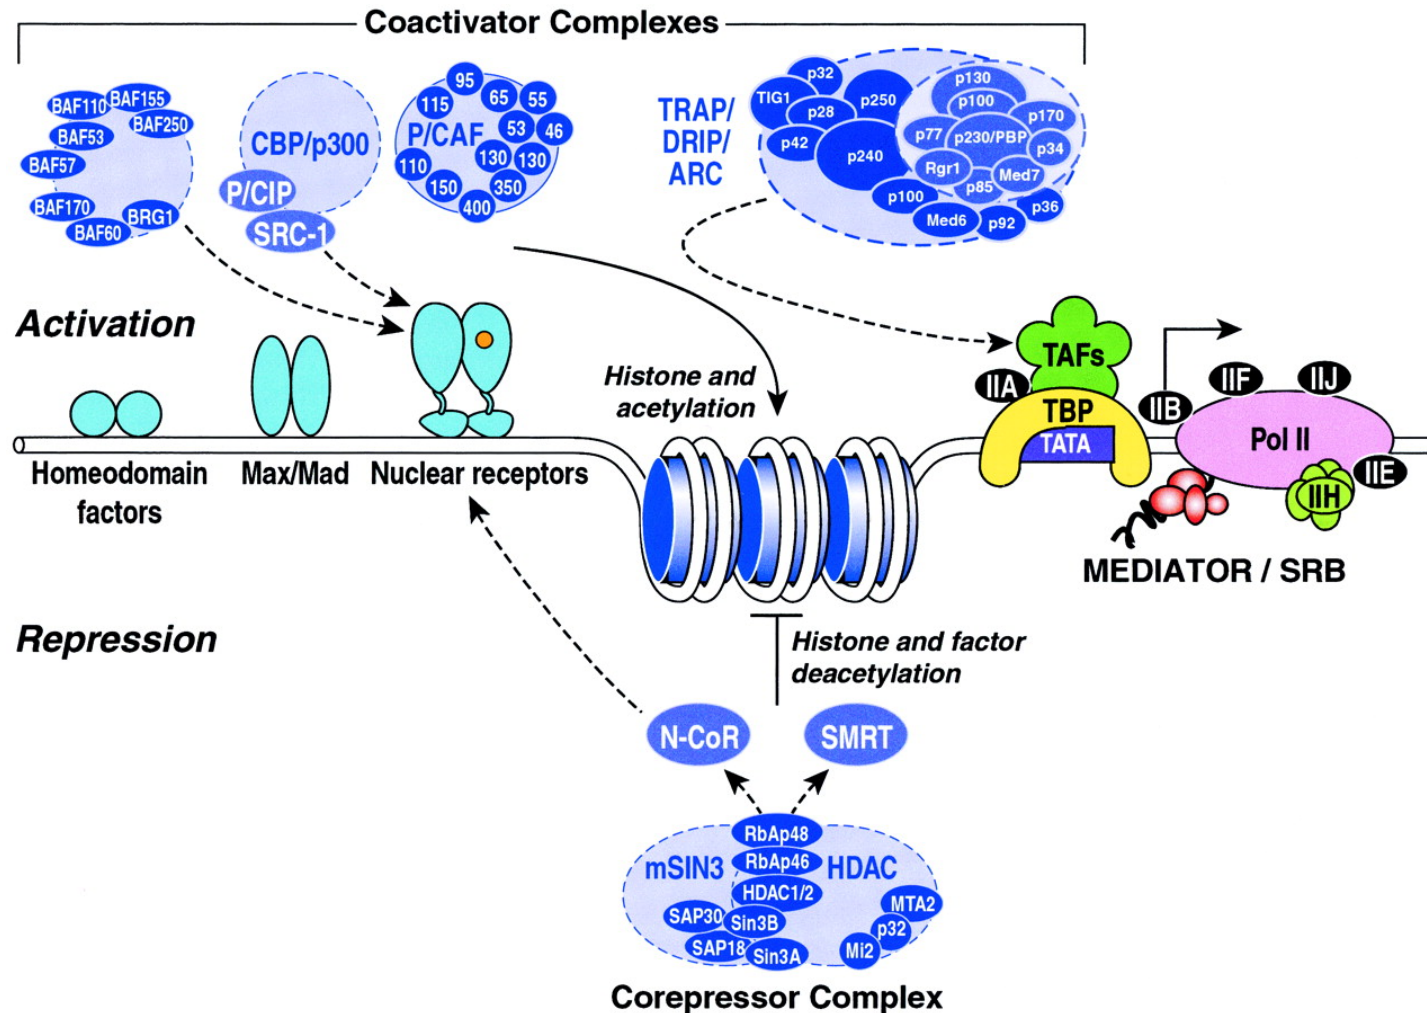 Coactivator Complexes
BAF110
BAF155
BAF250
BAF53
BAF57
BAF170
BAF60
BRG1
CBP/p300
P/CIP
SRC-1
95
115
65
55
P/CAF
53
46
110
130
130
150
350
400
TRAP/
DRIP/
ARC
p32
TIG1
p28
p42
p250
p240
p130
p100
p170
p77
p230/PBP
p34
Rgr1
Med7
p85
p100
Med6
p92
p36
Activation
Histone and
acetylation
TAFs
IIA
TBP
TATA
IIB
IIF
IIJ
Pol II
IIE
IIH
Homeodomain
factors
Max/Mad
Nuclear receptors
MEDIATOR / SRB
Repression
Histone and factor
deacetylation
N-CoR
SMRT
RbAp48
mSIN3
RbAp46
HDAC
HDAC1/2
SAP30
Sin3B
SAP18
Sin3A
MTA2
p32
Mi2
Corepressor Complex